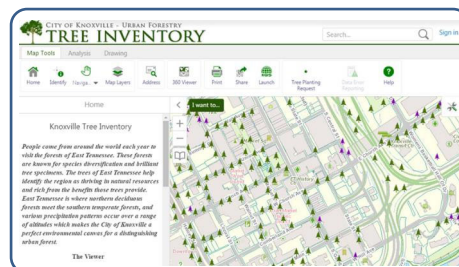 CITY OF KNOXVILLE - URBAN FORESTRY
TREE INVENTORY
Search...
Sign in
Map Tools
Analysis
Drawing
Home
Identify
Map Layers
Address
360 Viewer
Print
Share
Launch
Tree Planting
Request
Help
Home
I want to...
Knoxville Tree Inventory
People come from around the world each year to
visit the forests of East Tennessee. These forests
are known for species diversification and brilliant
tree specimens. The trees of East Tennessee help
identify the region as thriving in natural resources
and rich from the benefits those trees provide.
East Tennessee is where northern deciduous
forests meet the southern temperate forests, and
various precipitation patterns occur over a range
of altitudes which makes the City of Knoxville a
perfect environmental canvas for a distinguishing
urban forest.
The Viewer